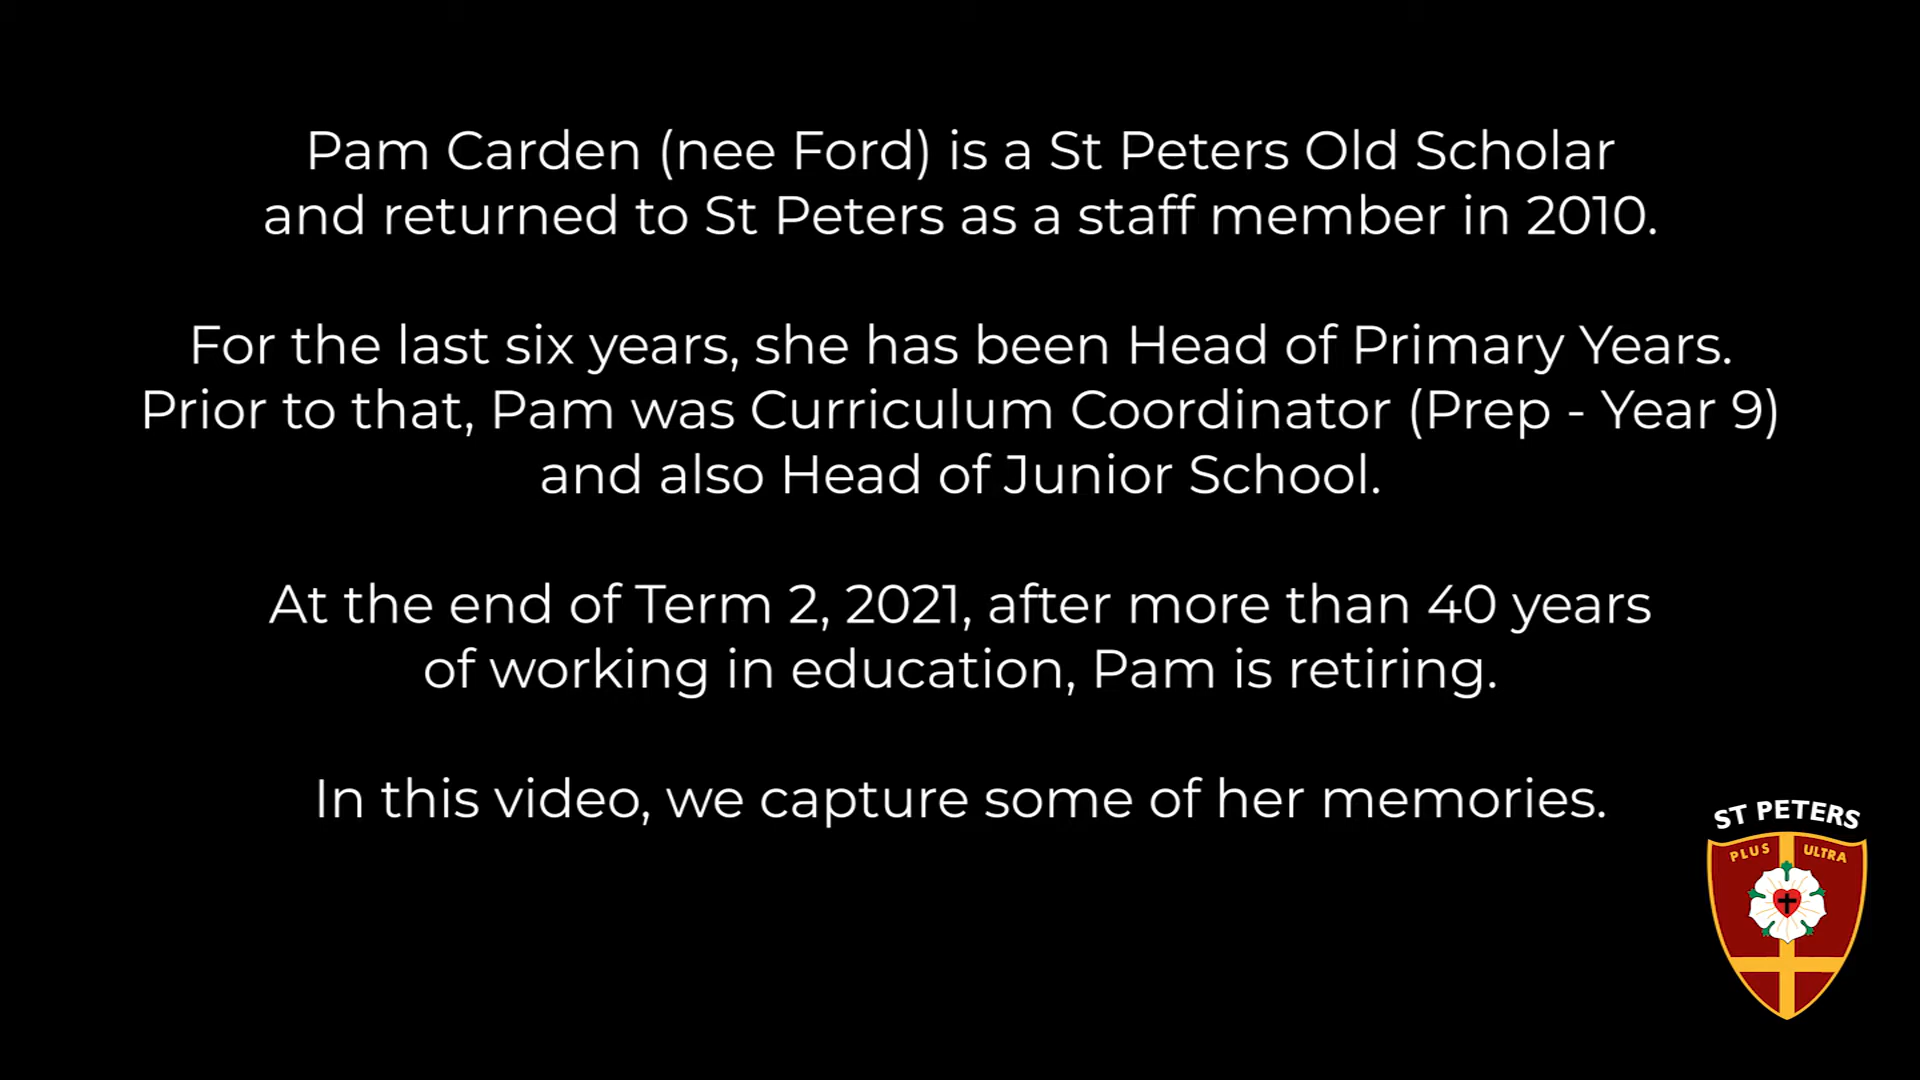 Pam Carden (nee Ford) is a St Peters Old Scholar
and returned to St Peters as a staff member in 2010.
For the last six years, she has been Head of Primary Years.
Prior to that, Pam was Curriculum Coordinator (Prep - Year 9)
and also Head of Junior School.
At the end of Term 2, 2021, after more than 40 years
of working in education, Pam is retiring.
In this video, we capture some of her memories.
ST PETERS
PLUS ULTRA